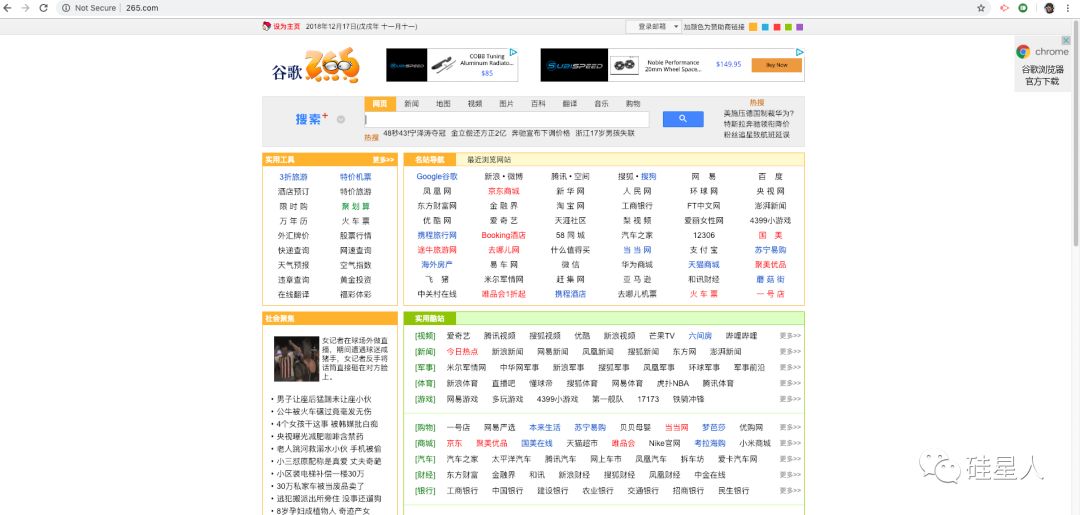 Not Secure | 265.com
设为主页 2018年12月17日(戊戌年 十一月十一) 登录邮箱 加颜色为赞助商链接
谷歌265
SUBISPEED COBB Tuning Aluminum Radiato... $85
SUBISPEED Noble Performance 20mm Wheel Space... $149.95 Buy Now
chrome
谷歌浏览器
官方下载
搜索+
网页 新闻 地图 视频 图片 百科 翻译 音乐 购物
热搜 48秒43!宁泽涛夺冠 金立偿还方正2亿 奔驰宣布下调价格 浙江17岁男孩失联
热搜
美施压德国制裁华为?
特斯拉奔驰领衔降价
粉丝追星致航班延误
实用工具 更多>>
3折旅游 特价机票
酒店预订 特价旅游
限时购 聚划算
万年历 火车票
外汇牌价 股票行情
快递查询 网速查询
天气预报 空气指数
违章查询 黄金投资
在线翻译 福彩体彩
名站导航 最近浏览网站
Google谷歌 新浪·微博 腾讯·空间 搜狐·搜狗 网易 百度
凤凰网 京东商城 新华网 人民网 环球网 央视网
东方财富网 金融界 淘宝网 工商银行 FT中文网 澎湃新闻
优酷网 爱奇艺 天涯社区 梨视频 爱丽女性网 4399小游戏
携程旅行网 Booking酒店 58同城 汽车之家 12306 国美
途牛旅游网 去哪儿网 什么值得买 当当网 支付宝 苏宁易购
海外房产 易车网 微信 华为商城 天猫商城 聚美优品
飞猪 米尔军情网 赶集网 亚马逊 和讯财经 蘑菇街
中关村在线 唯品会1折起 携程酒店 去哪儿机票 火车票 一号店
社会聚焦
女记者在球场外做直播，期间遭遇球迷咸猪手，女记者反手将话筒直接砸在对方脸上。
• 男子让座后猛踹未让座小伙
• 公牛被火车碾过竟毫发无伤
• 4个女孩干这事 被韩媒批白痴
• 央视曝光减肥咖啡含禁药
• 老人跳河救溺水小伙 手机被偷
• 小三怼原配称是真爱 丈夫奇葩
• 小区装电梯补偿一楼30万
• 30万私家车被当废品卖了
• 逃犯搬派出所旁住 没事还遛狗
• 8岁孕妇成植物人 奇迹产女
实用酷站
[视频] 爱奇艺 腾讯视频 搜狐视频 优酷 新浪视频 芒果TV 六间房 哔哩哔哩 更多>>
[新闻] 今日热点 新浪新闻 网易新闻 凤凰新闻 搜狐新闻 东方网 澎湃新闻 更多>>
[军事] 米尔军情网 中华网军事 新浪军事 搜狐军事 凤凰军事 环球军事 军事前沿 更多>>
[体育] 新浪体育 直播吧 懂球帝 搜狐体育 网易体育 虎扑NBA 腾讯体育 更多>>
[游戏] 网易游戏 多玩游戏 4399小游戏 第一舰队 17173 铁骑冲锋 更多>>
[购物] 一号店 网易严选 本来生活 苏宁易购 贝贝母婴 当当网 梦芭莎 优购网 更多>>
[商城] 京东 聚美优品 国美在线 天猫超市 唯品会 Nike官网 考拉海购 小米商城 更多>>
[汽车] 汽车之家 太平洋汽车 腾讯汽车 网上车市 凤凰汽车 拆车坊 爱卡汽车网 更多>>
[财经] 东方财富 金融界 和讯 新浪财经 搜狐财经 凤凰财经 中金在线 更多>>
[银行] 工商银行 中国银行 建设银行 农业银行 交通银行 招商银行 民生银行 更多>>
硅星人